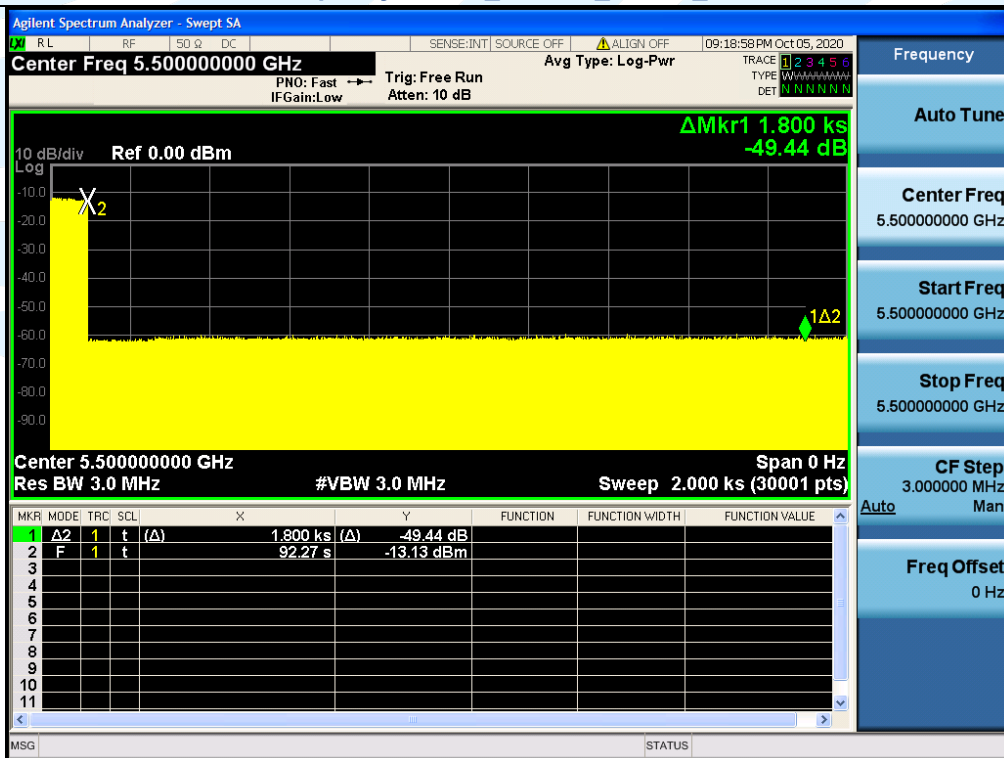 Agilent Spectrum Analyzer - Swept SA
LXI RL RF 50 Ω DC SENSE:INT SOURCE OFF ALIGN OFF 09:18:58 PM Oct 05, 2020
Center Freq 5.500000000 GHz Avg Type: Log-Pwr TRACE 1 2 3 4 5 6
PNO: Fast Trig: Free Run TYPE WWWWWW
IFGain:Low Atten: 10 dB DET N N N N N N
ΔMkr1 1.800 ks
10 dB/div Ref 0.00 dBm -49.44 dB
Log
-10.0
2
-20.0
-30.0
-40.0
-50.0
1Δ2
-60.0
-70.0
-80.0
-90.0
Center 5.500000000 GHz Span 0 Hz
Res BW 3.0 MHz #VBW 3.0 MHz Sweep 2.000 ks (30001 pts)
MKR MODE TRC SCL X Y FUNCTION FUNCTION WIDTH FUNCTION VALUE
1 Δ2 1 t (Δ) 1.800 ks (Δ) -49.44 dB
2 F 1 t 92.27 s -13.13 dBm
3
4
5
6
7
8
9
10
11
MSG STATUS
Frequency
Auto Tune
Center Freq
5.500000000 GHz
Start Freq
5.500000000 GHz
Stop Freq
5.500000000 GHz
CF Step
3.000000 MHz
Auto Man
Freq Offset
0 Hz